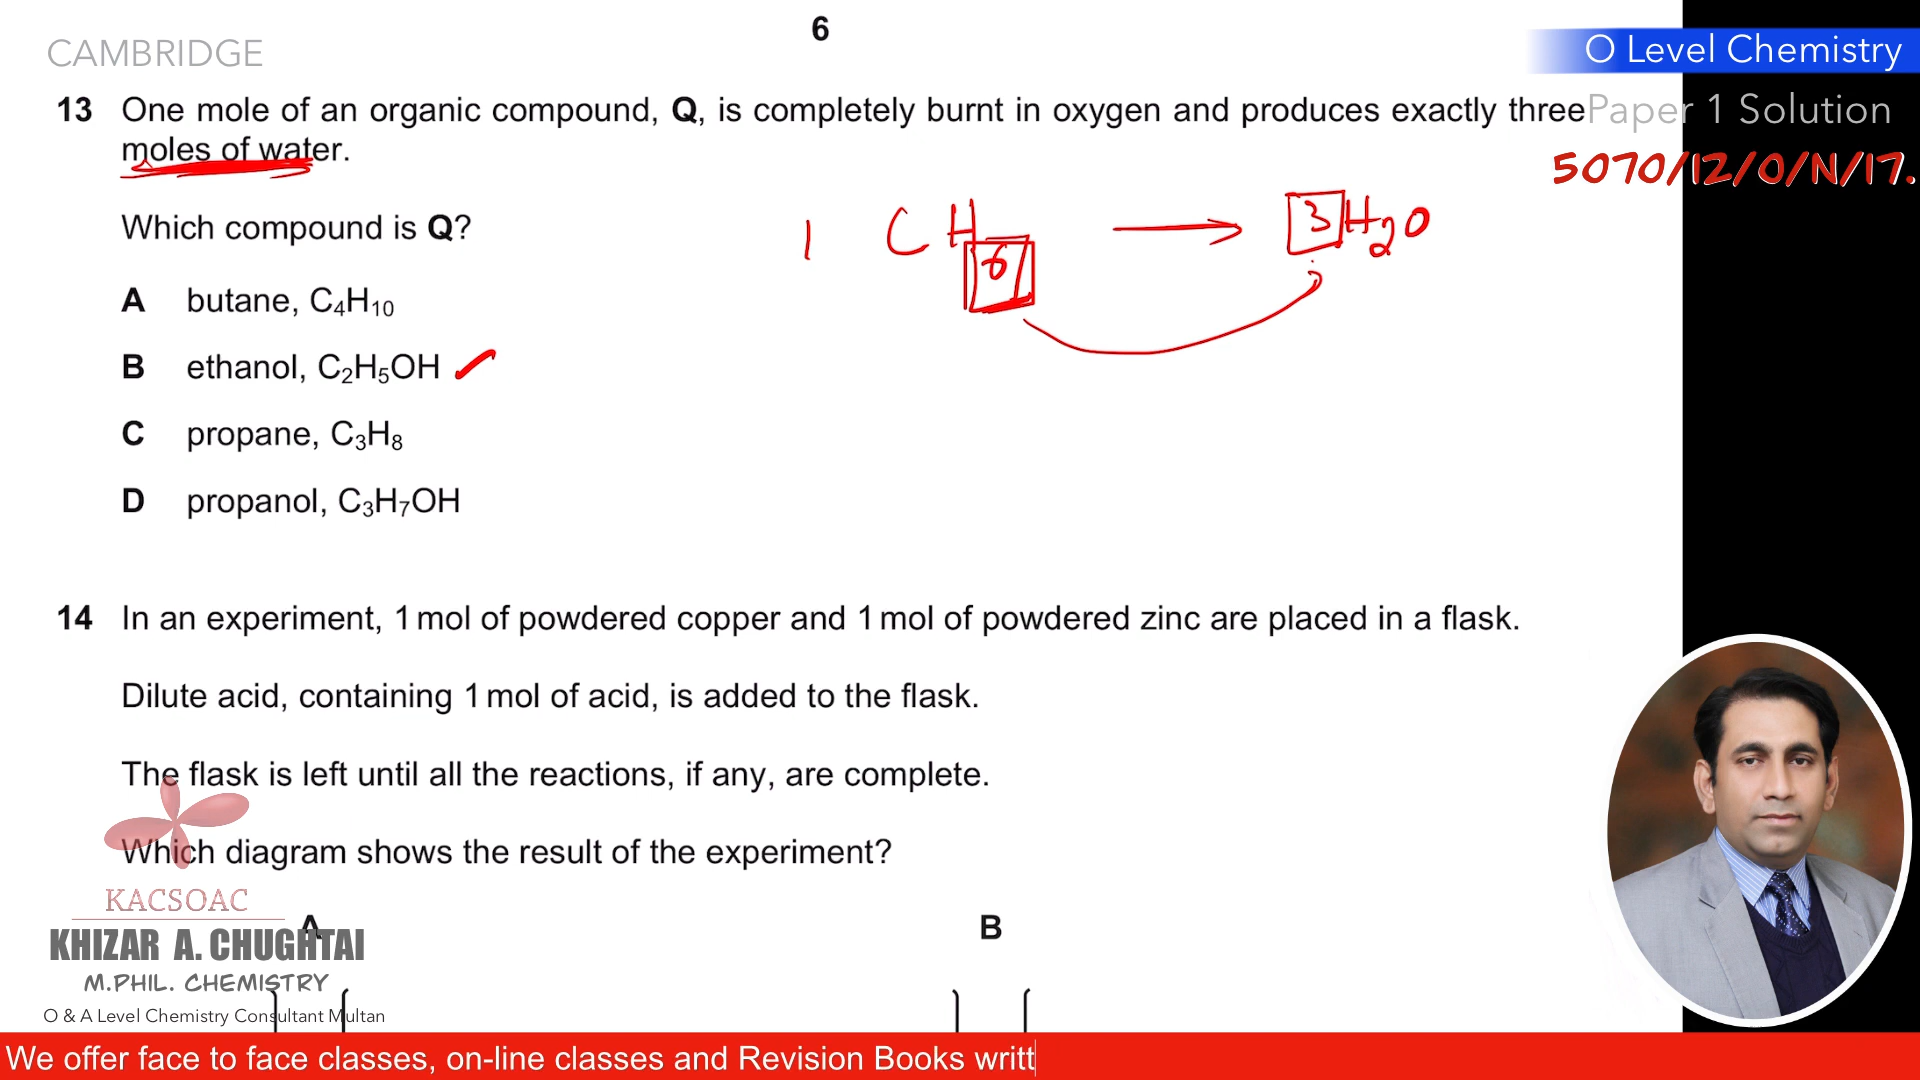 6
CAMBRIDGE
O Level Chemistry
Paper 1 Solution
5070/12/O/N/17.
13 One mole of an organic compound, Q, is completely burnt in oxygen and produces exactly three
moles of water.
1 CH6 → 3H2O
Which compound is Q?
A butane, C₄H₁₀
B ethanol, C₂H₅OH ✓
C propane, C₃H₈
D propanol, C₃H₇OH
14 In an experiment, 1 mol of powdered copper and 1 mol of powdered zinc are placed in a flask.
Dilute acid, containing 1 mol of acid, is added to the flask.
The flask is left until all the reactions, if any, are complete.
Which diagram shows the result of the experiment?
A B
KACSOAC
KHIZAR A. CHUGHTAI
M.PHIL. CHEMISTRY
O & A Level Chemistry Consultant Multan
We offer face to face classes, on-line classes and Revision Books writt